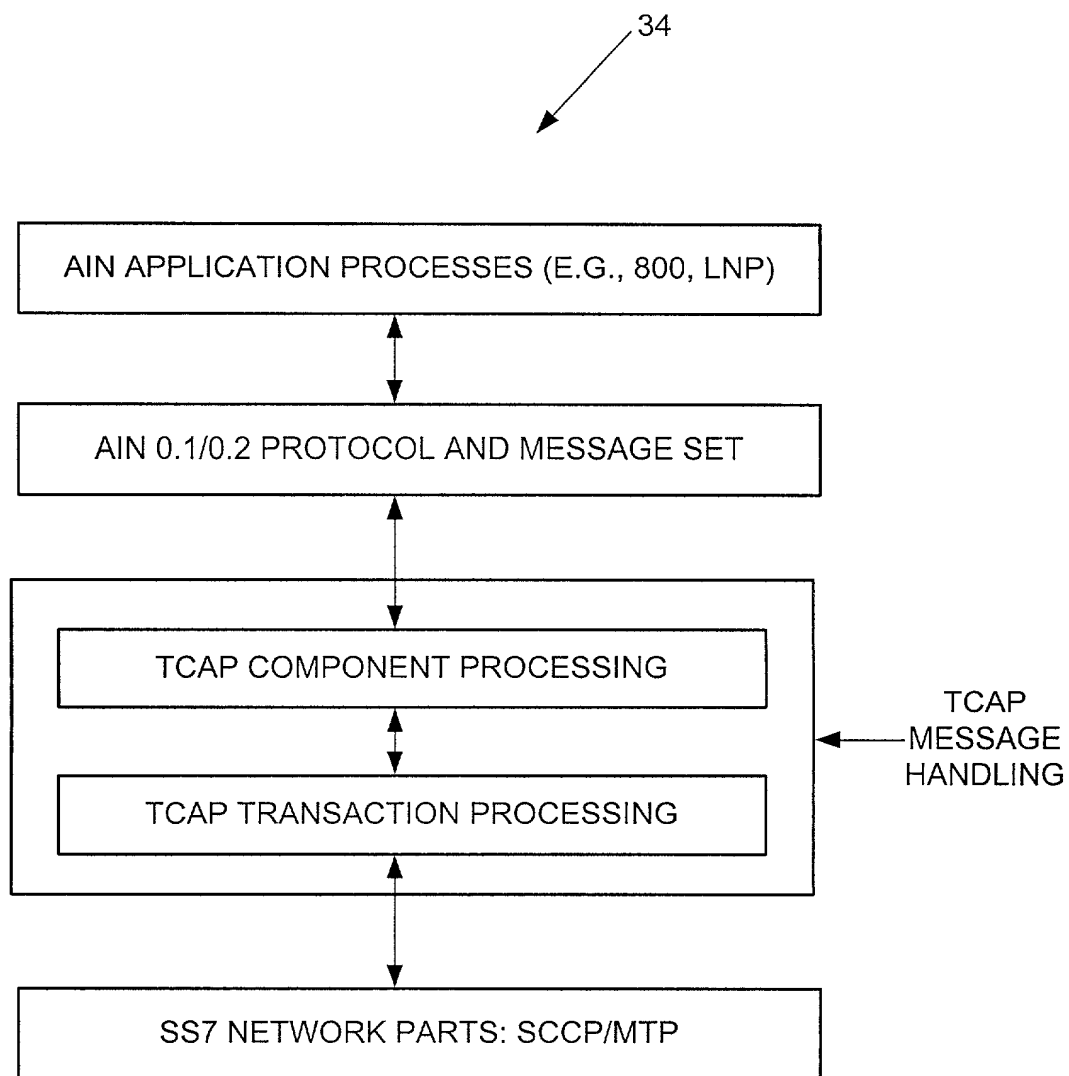 34
AIN APPLICATION PROCESSES (E.G., 800, LNP)
AIN 0.1/0.2 PROTOCOL AND MESSAGE SET
TCAP COMPONENT PROCESSING
TCAP TRANSACTION PROCESSING
TCAP
MESSAGE
HANDLING
SS7 NETWORK PARTS: SCCP/MTP